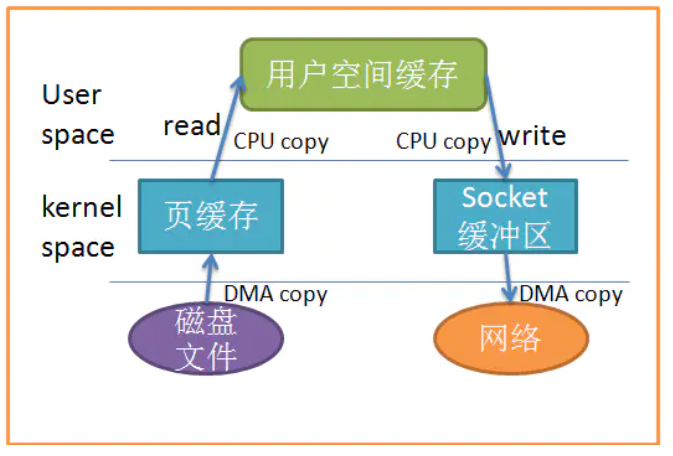 用户空间缓存
User
space
read
CPU copy
CPU copy
write
kernel
space
页缓存
Socket
缓冲区
DMA copy
DMA copy
磁盘
文件
网络